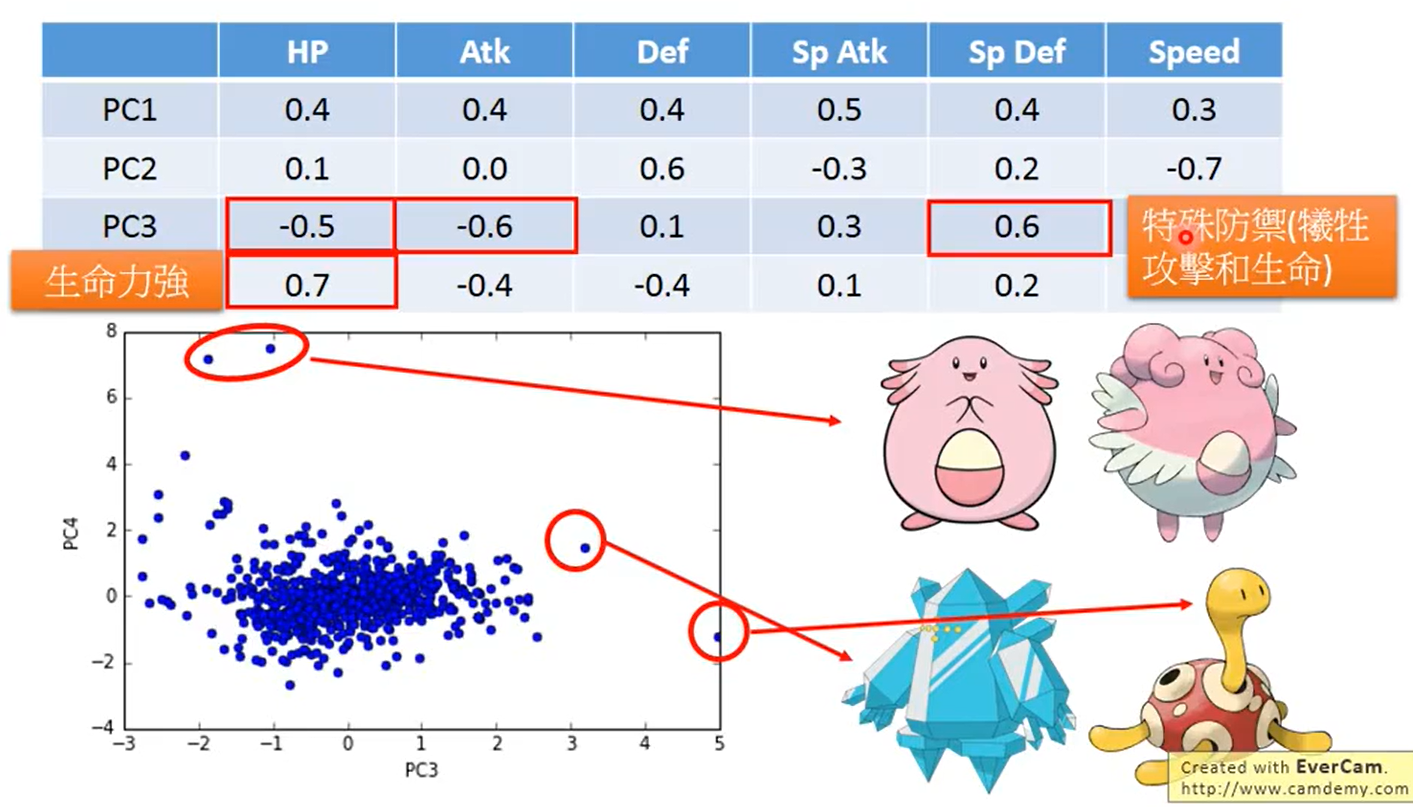 HP Atk Def Sp Atk Sp Def Speed
PC1 0.4 0.4 0.4 0.5 0.4 0.3
PC2 0.1 0.0 0.6 -0.3 0.2 -0.7
PC3 -0.5 -0.6 0.1 0.3 0.6
特殊防禦(犧牲
攻擊和生命)
生命力強 0.7 -0.4 -0.4 0.1 0.2
8
6
4
2
0
−2
−4
PC4
−3 −2 −1 0 1 2 3 4 5
PC3
Created with EverCam.
http://www.camdemy.com